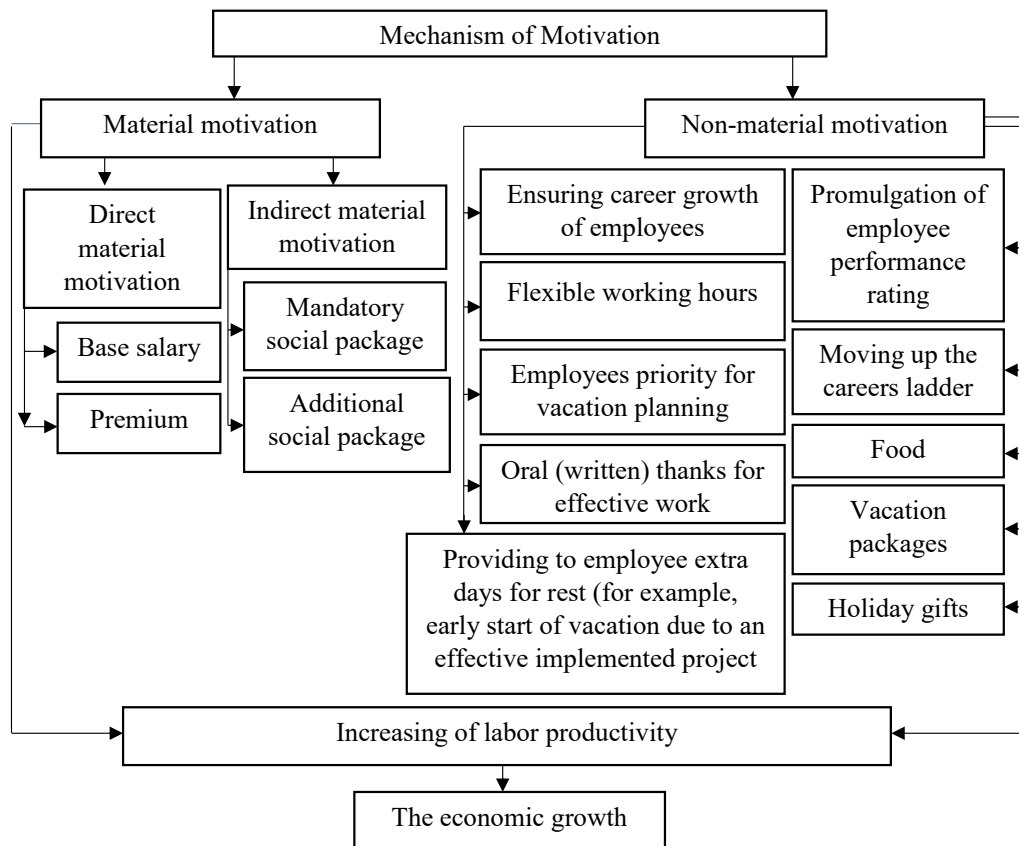 Mechanism of Motivation
Material motivation
Non-material motivation
Direct
material
motivation
Indirect material
motivation
Base salary
Premium
Mandatory
social package
Additional
social package
Ensuring career growth
of employees
Flexible working hours
Employees priority for
vacation planning
Oral (written) thanks for
effective work
Providing to employee extra
days for rest (for example,
early start of vacation due to an
effective implemented project
Promulgation of
employee
performance
rating
Moving up the
careers ladder
Food
Vacation
packages
Holiday gifts
Increasing of labor productivity
The economic growth